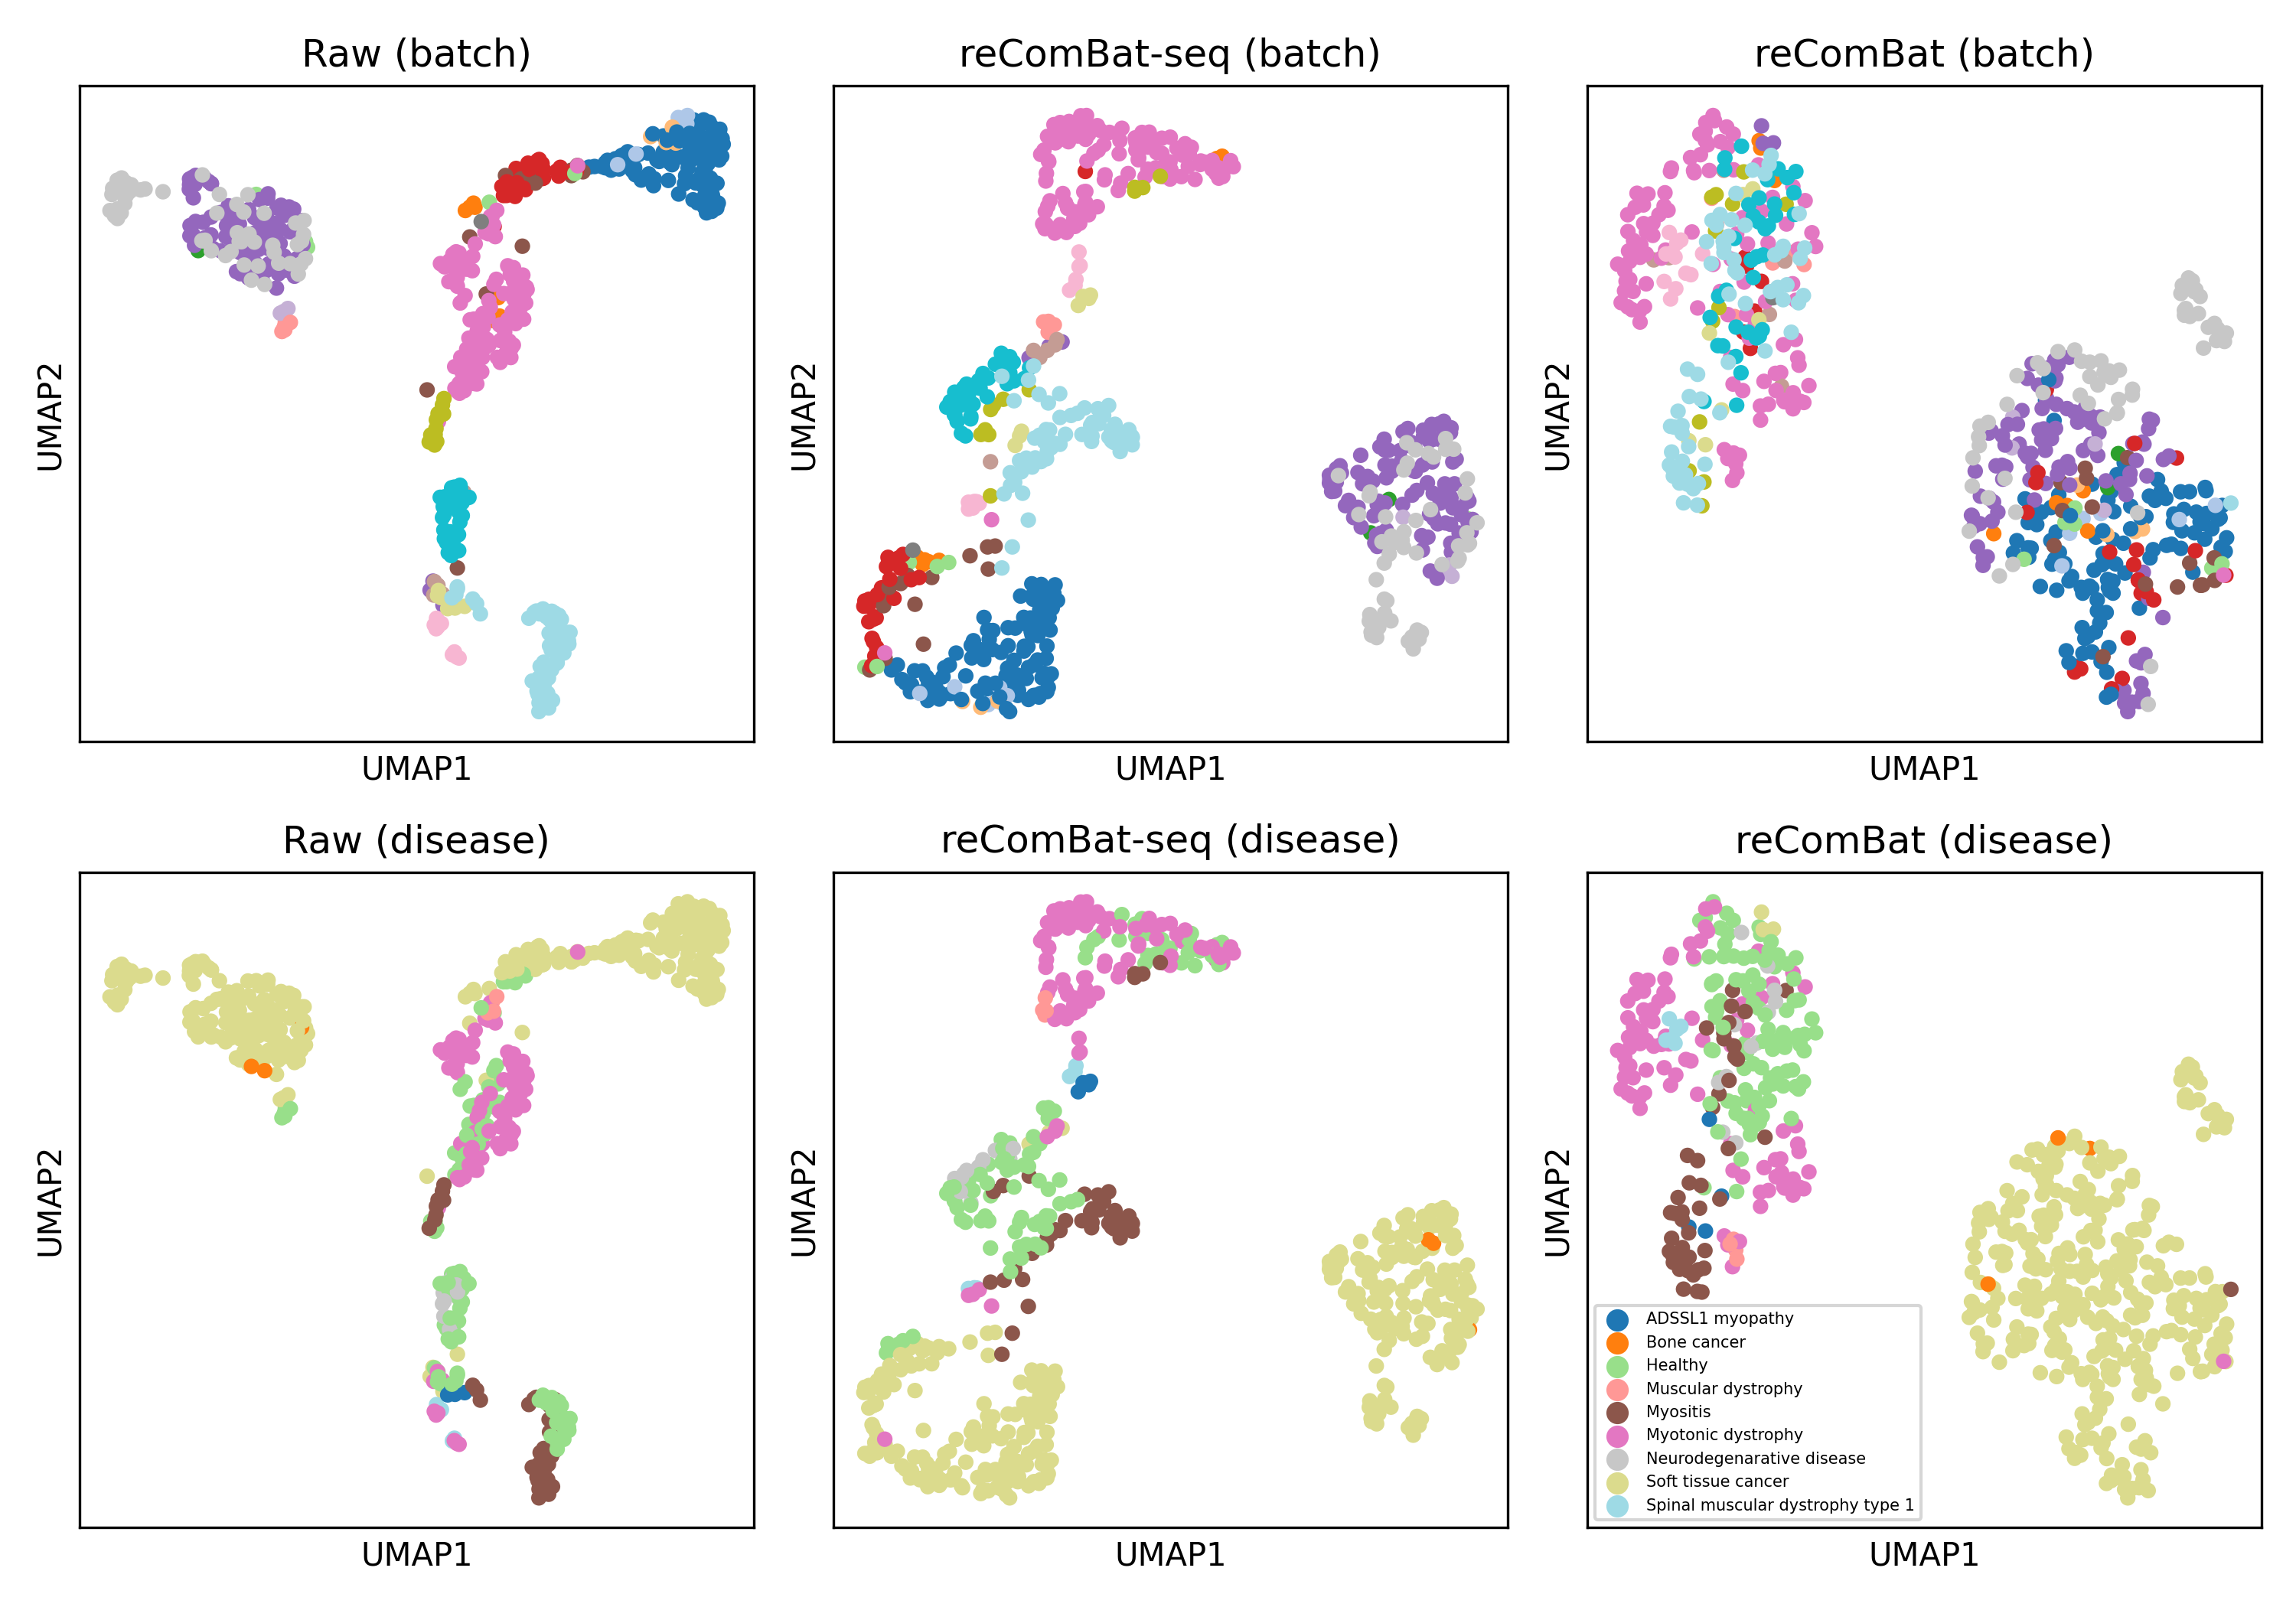 Raw (batch)
reComBat-seq (batch)
reComBat (batch)
UMAP2
UMAP2
UMAP2
UMAP1
UMAP1
UMAP1
Raw (disease)
reComBat-seq (disease)
reComBat (disease)
UMAP2
UMAP2
UMAP2
ADSSL1 myopathy
Bone cancer
Healthy
Muscular dystrophy
Myositis
Myotonic dystrophy
Neurodegenarative disease
Soft tissue cancer
Spinal muscular dystrophy type 1
UMAP1
UMAP1
UMAP1